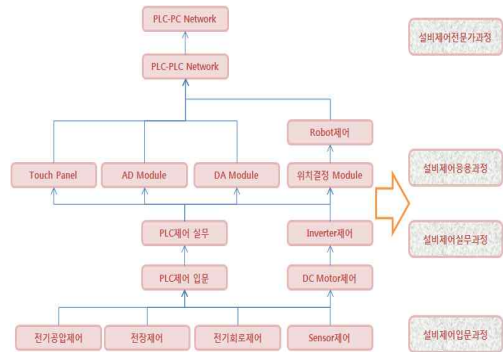 PLC-PC Network
설비제어전문가과정
PLC-PLC Network
Robot제어
Touch Panel
AD Module
DA Module
위치결정 Module
설비제어응용과정
PLC제어 실무
Inverter제어
설비제어실무과정
PLC제어 입문
DC Motor제어
전기공압제어
전정제어
전기회로제어
Sensor제어
설비제어입문과정